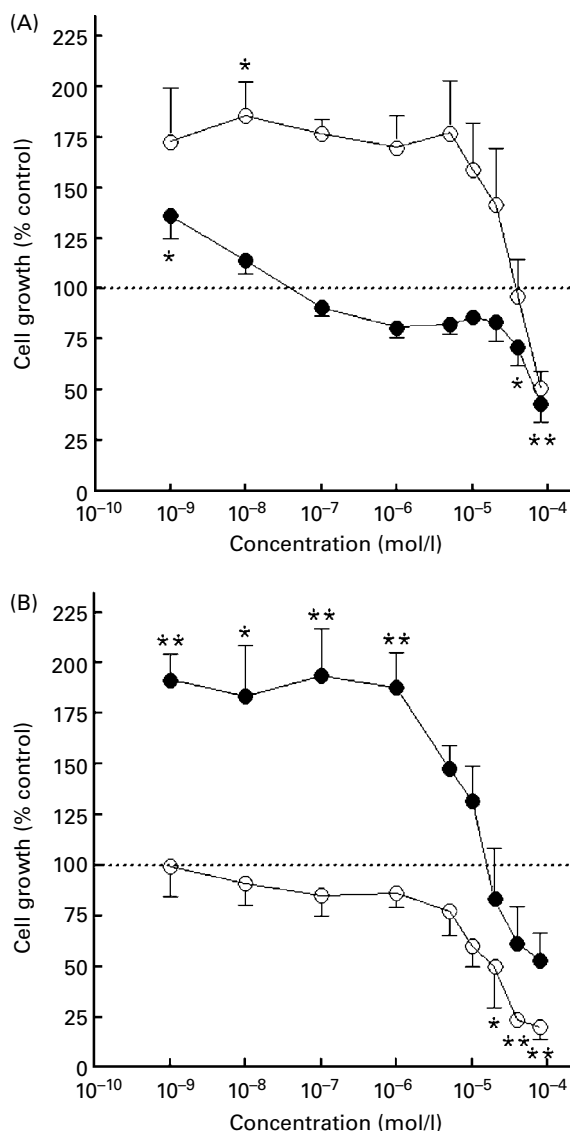 (A)
225
200
175
150
125
100
75
50
25
0
Cell growth (% control)
*
*
*
**
10⁻¹⁰ 10⁻⁹ 10⁻⁸ 10⁻⁷ 10⁻⁶ 10⁻⁵ 10⁻⁴
Concentration (mol/l)
(B)
225
200
175
150
125
100
75
50
25
0
Cell growth (% control)
** * ** **
* ** **
10⁻¹⁰ 10⁻⁹ 10⁻⁸ 10⁻⁷ 10⁻⁶ 10⁻⁵ 10⁻⁴
Concentration (mol/l)